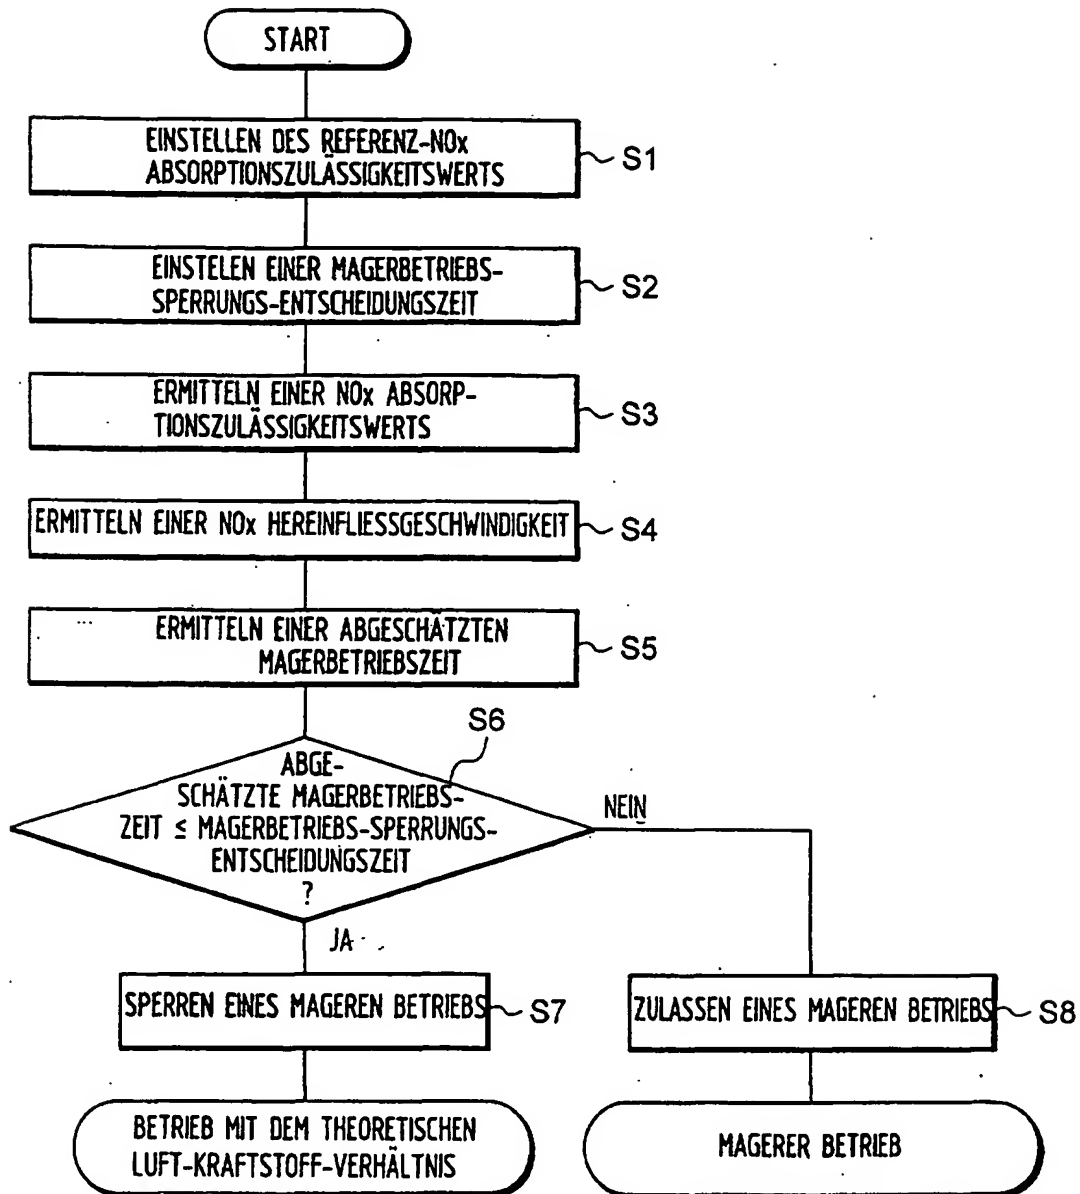 START
EINSTELLEN DES REFERENZ-NOx
ABSORPTIONSZULÄSSIGKEITSWERTS
S1
EINSTELEN EINER MAGERBETRIEBS-
SPERRUNGS-ENTSCHEIDUNGSZEIT
S2
ERMITTELN EINER NOx ABSORP-
TIONSZULÄSSIGKEITSWERTS
S3
ERMITTELN EINER NOx HEREINFLIESSGESCHWINDIGKEIT
S4
ERMITTELN EINER ABGESCHÄTZTEN
MAGERBETRIEBSZEIT
S5
S6
ABGE-
SCHÄTZTE MAGERBETRIEBS-
ZEIT ≤ MAGERBETRIEBS-SPERRUNGS-
ENTSCHEIDUNGSZEIT
?
NEIN
JA
SPERREN EINES MAGEREN BETRIEBS
S7
ZULASSEN EINES MAGEREN BETRIEBS
S8
BETRIEB MIT DEM THEORETISCHEN
LUFT-KRAFTSTOFF-VERHÄLTNIS
MAGERER BETRIEB